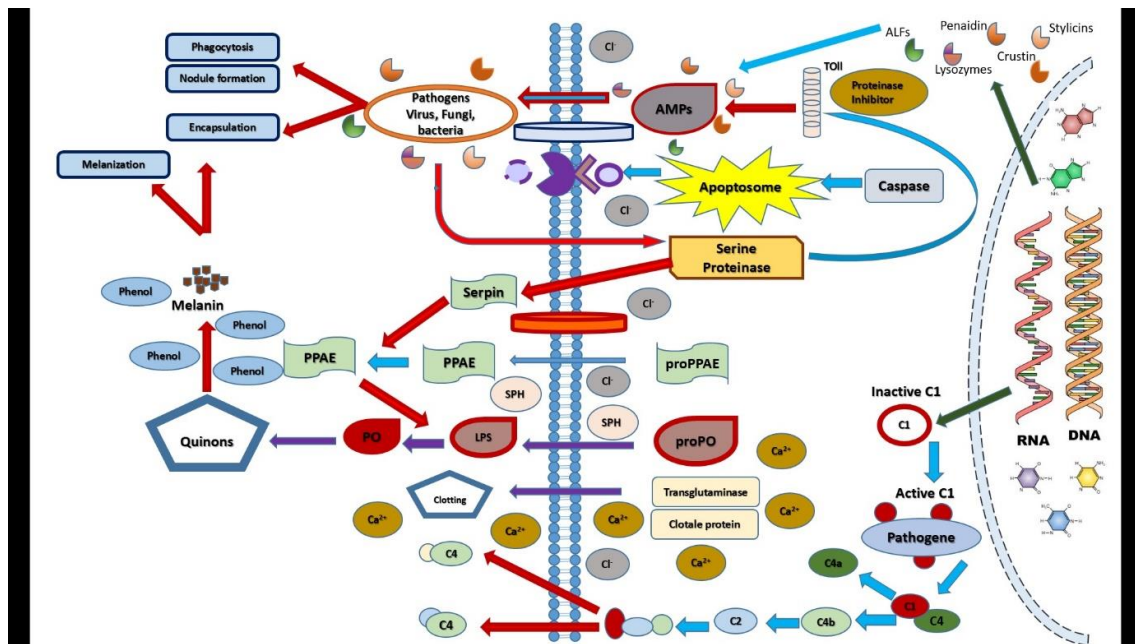 Phagocytosis
Nodule formation
Encapsulation
Melanization
Pathogens
Virus, Fungi,
bacteria
Cl-
AMPs
TOll
Proteinase
Inhibitor
ALFs
Penaidin
Stylicins
Lysozymes
Crustin
Apoptosome
Caspase
Cl-
Serine
Proteinase
Serpin
Cl-
Phenol
Melanin
Phenol
Phenol
Phenol
PPAE
PPAE
proPPAE
SPH
Cl-
SPH
Quinons
PO
LPS
proPO
Ca2+
Clotting
Transglutaminase
Clotale protein
Ca2+
Ca2+
Ca2+
Ca2+
Ca2+
Cl-
C4
C4
C2
C4b
C4a
C1
C4
Inactive C1
C1
Active C1
Pathogene
RNA
DNA